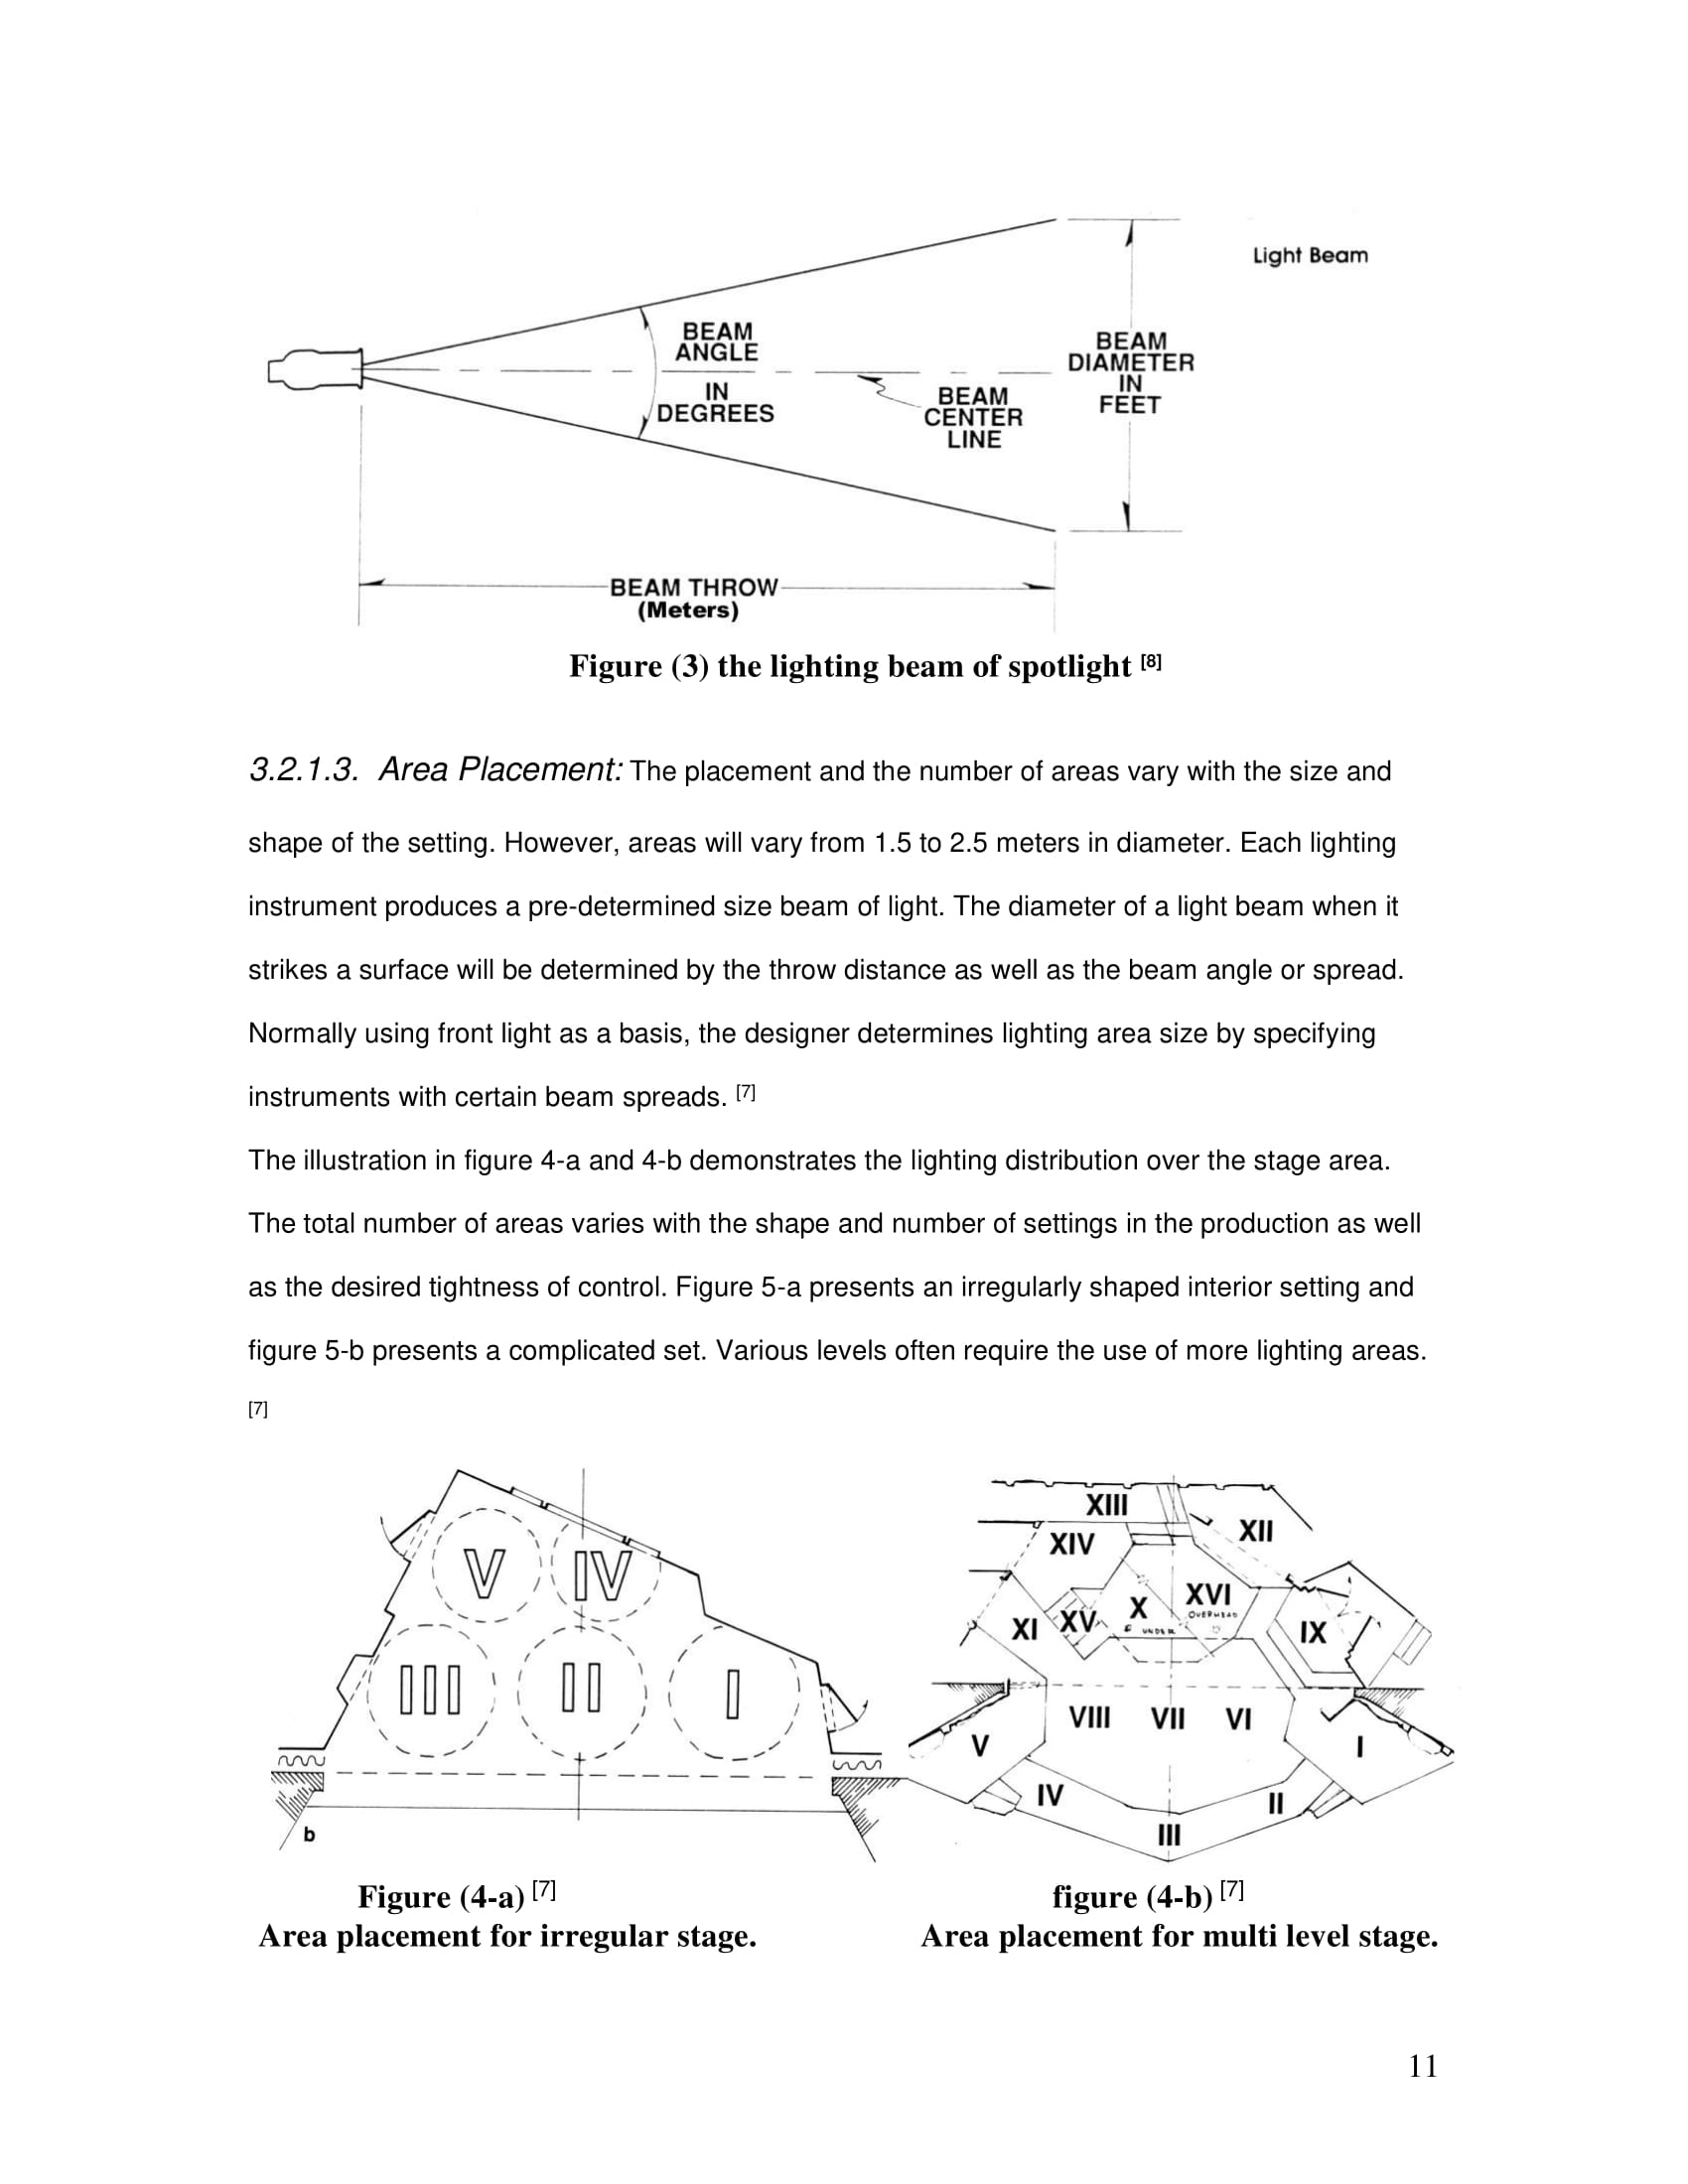 Light Beam
BEAM
ANGLE
IN
DEGREES
BEAM
CENTER
LINE
BEAM
DIAMETER
IN
FEET
BEAM THROW
(Meters)
Figure (3) the lighting beam of spotlight [8]
3.2.1.3. Area Placement: The placement and the number of areas vary with the size and
shape of the setting. However, areas will vary from 1.5 to 2.5 meters in diameter. Each lighting
instrument produces a pre-determined size beam of light. The diameter of a light beam when it
strikes a surface will be determined by the throw distance as well as the beam angle or spread.
Normally using front light as a basis, the designer determines lighting area size by specifying
instruments with certain beam spreads. [7]
The illustration in figure 4-a and 4-b demonstrates the lighting distribution over the stage area.
The total number of areas varies with the shape and number of settings in the production as well
as the desired tightness of control. Figure 5-a presents an irregularly shaped interior setting and
figure 5-b presents a complicated set. Various levels often require the use of more lighting areas.
[7]
V IV
III II I
b
XIII
XII
XIV
XVI
OVERHEAD
X
UNDER
XV
XI
IX
VIII VII VI
V
I
IV
II
III
Figure (4-a) [7]
Area placement for irregular stage.
figure (4-b) [7]
Area placement for multi level stage.
11